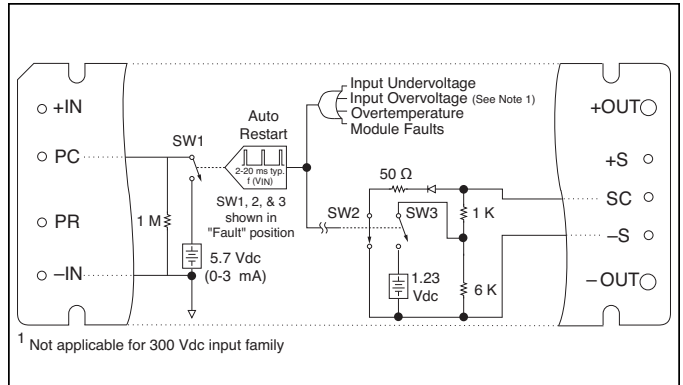 Input Undervoltage
Input Overvoltage (See Note 1)
Overtemperature
Module Faults
+IN
PC
PR
–IN
SW1
Auto
Restart
2-20 ms typ.
f (VIN)
SW1, 2, & 3
shown in
"Fault" position
1 M
5.7 Vdc
(0-3 mA)
50 Ω
SW2
SW3
1 K
1.23
Vdc
6 K
+OUT
+S
SC
–S
–OUT
1 Not applicable for 300 Vdc input family